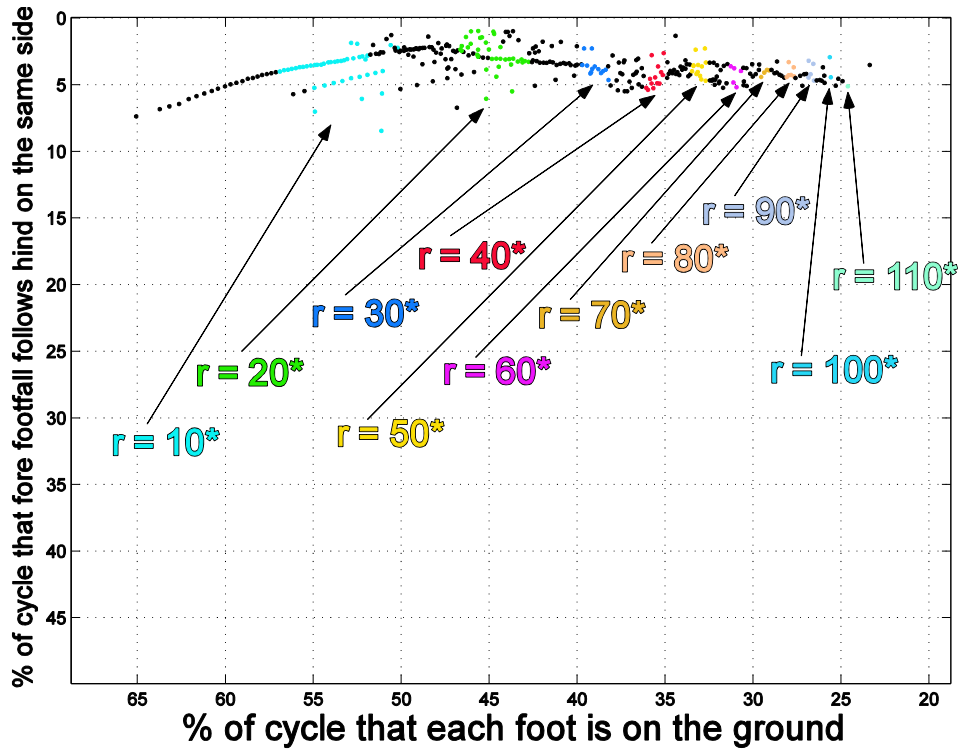 % of cycle that fore footfall follows hind on the same side
0
5
10
15
20
25
30
35
40
45
r = 90*
r = 40*
r = 80*
r = 110*
r = 30*
r = 70*
r = 20*
r = 60*
r = 100*
r = 50*
r = 10*
65 60 55 50 45 40 35 30 25 20
% of cycle that each foot is on the ground